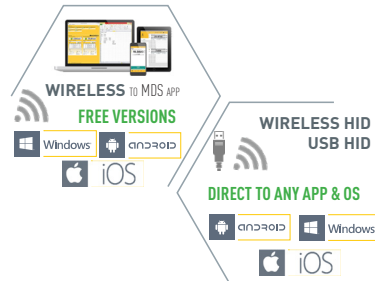 WIRELESS TO MDS APP
FREE VERSIONS
Windows
ANDROID
iOS
WIRELESS HID
USB HID
DIRECT TO ANY APP & OS
ANDROID
Windows
iOS